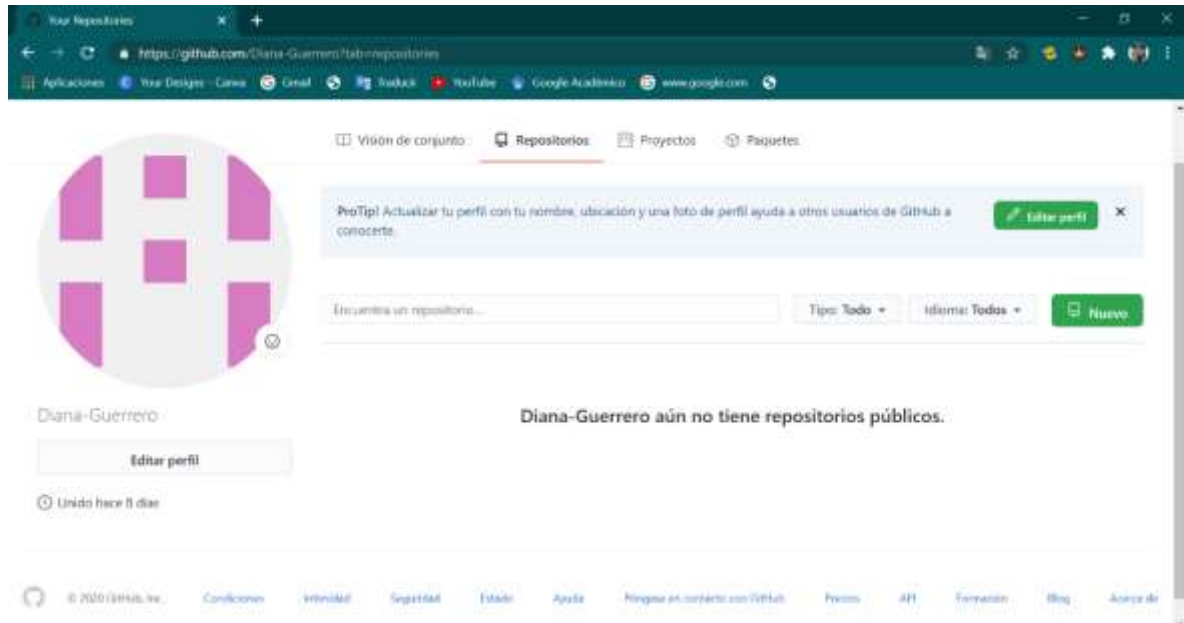 Your Repositories
https://github.com/Diana-Guerrero?tab=repositories
Aplicaciones Your Designs - Canva Gmail Traducir YouTube Google Académico www.google.com
Visión de conjunto Repositorios Proyectos Paquetes
ProTip! Actualizar tu perfil con tu nombre, ubicación y una foto de perfil ayuda a otros usuarios de GitHub a
conocerte.
Editar perfil
Encuentra un repositorio... Tipo: Todo Idioma: Todos Nuevo
Diana-Guerrero
Diana-Guerrero aún no tiene repositorios públicos.
Editar perfil
Unido hace 8 días
© 2020 GitHub, Inc. Condiciones Intimidad Seguridad Estado Ayuda Póngase en contacto con GitHub Precios API Formación Blog Acerca de